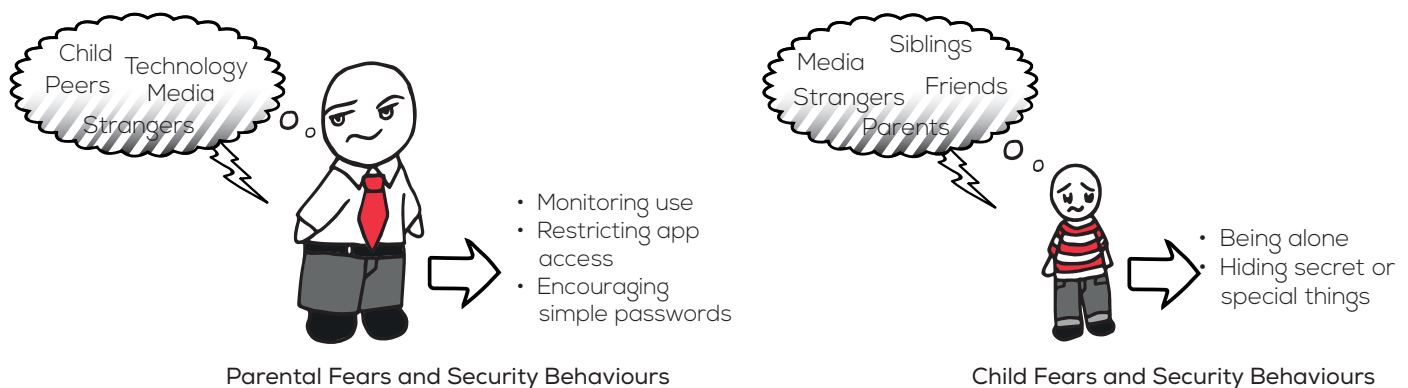 Child
Technology
Peers
Media
Strangers
• Monitoring use
• Restricting app
access
• Encouraging
simple passwords
Parental Fears and Security Behaviours
Siblings
Media
Friends
Strangers
Parents
• Being alone
• Hiding secret or
special things
Child Fears and Security Behaviours